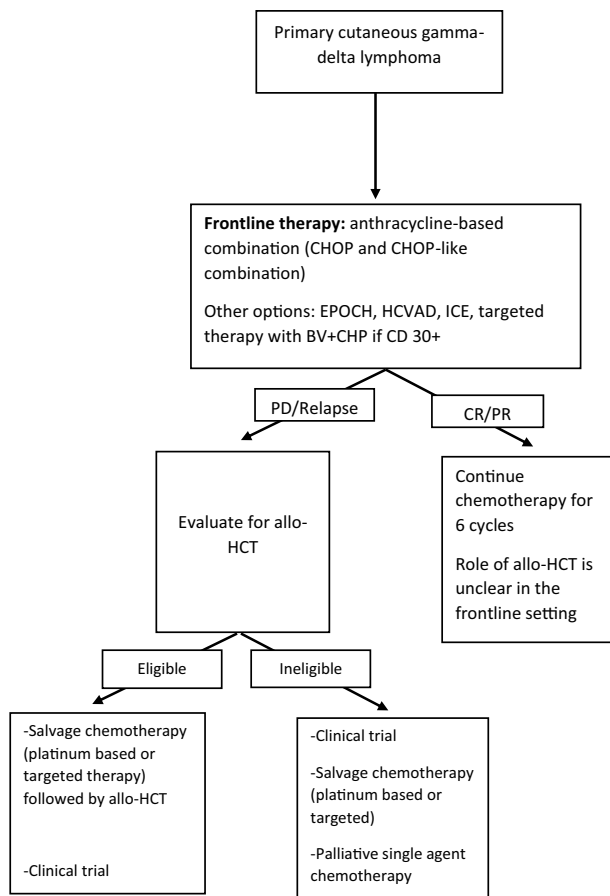 Primary cutaneous gamma-
delta lymphoma
Frontline therapy: anthracycline-based
combination (CHOP and CHOP-like
combination)
Other options: EPOCH, HCVAD, ICE, targeted
therapy with BV+CHP if CD 30+
PD/Relapse
CR/PR
Evaluate for allo-
HCT
Continue
chemotherapy for
6 cycles
Role of allo-HCT is
unclear in the
frontline setting
Eligible
Ineligible
-Salvage chemotherapy
(platinum based or
targeted therapy)
followed by allo-HCT
-Clinical trial
-Clinical trial
-Salvage chemotherapy
(platinum based or
targeted)
-Palliative single agent
chemotherapy